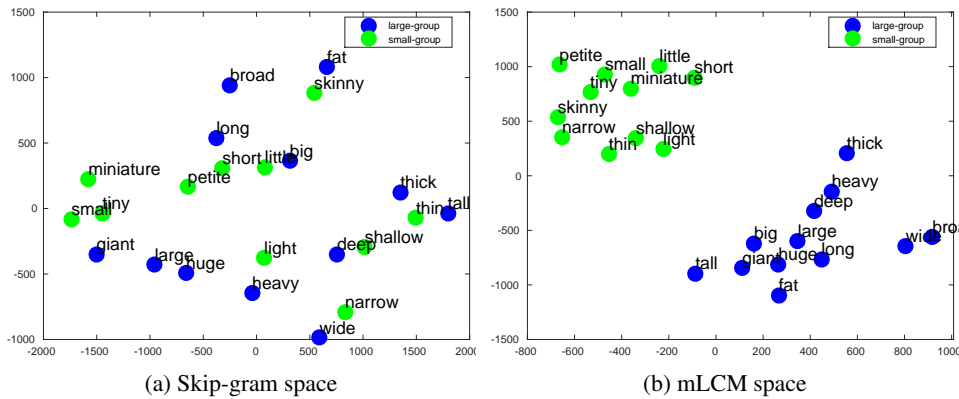 1500
1000
500
0
-500
-1000
-2000 -1500 -1000 -500 0 500 1000 1500 2000
large-group
small-group
fat
skinny
broad
long
big
short
little
petite
miniature
tiny
small
thick
tall
thin
shallow
deep
light
giant
large
huge
heavy
narrow
wide
(a) Skip-gram space
1500
1000
500
0
-500
-1000
-1500
-800 -600 -400 -200 0 200 400 600 800 1000
large-group
small-group
petite
small
little
short
tiny
miniature
skinny
narrow
shallow
thin
light
thick
heavy
deep
big
large
wide
broa
tall
giant
huge
long
fat
(b) mLCM space